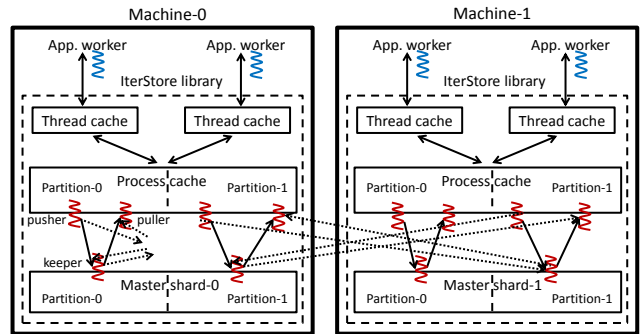 Machine-0
Machine-1
App. worker
App. worker
App. worker
App. worker
IterStore library
IterStore library
Thread cache
Thread cache
Thread cache
Thread cache
Process cache
Process cache
Partition-0
Partition-1
Partition-0
Partition-1
pusher
puller
keeper
Master shard-0
Master shard-1
Partition-0
Partition-1
Partition-0
Partition-1